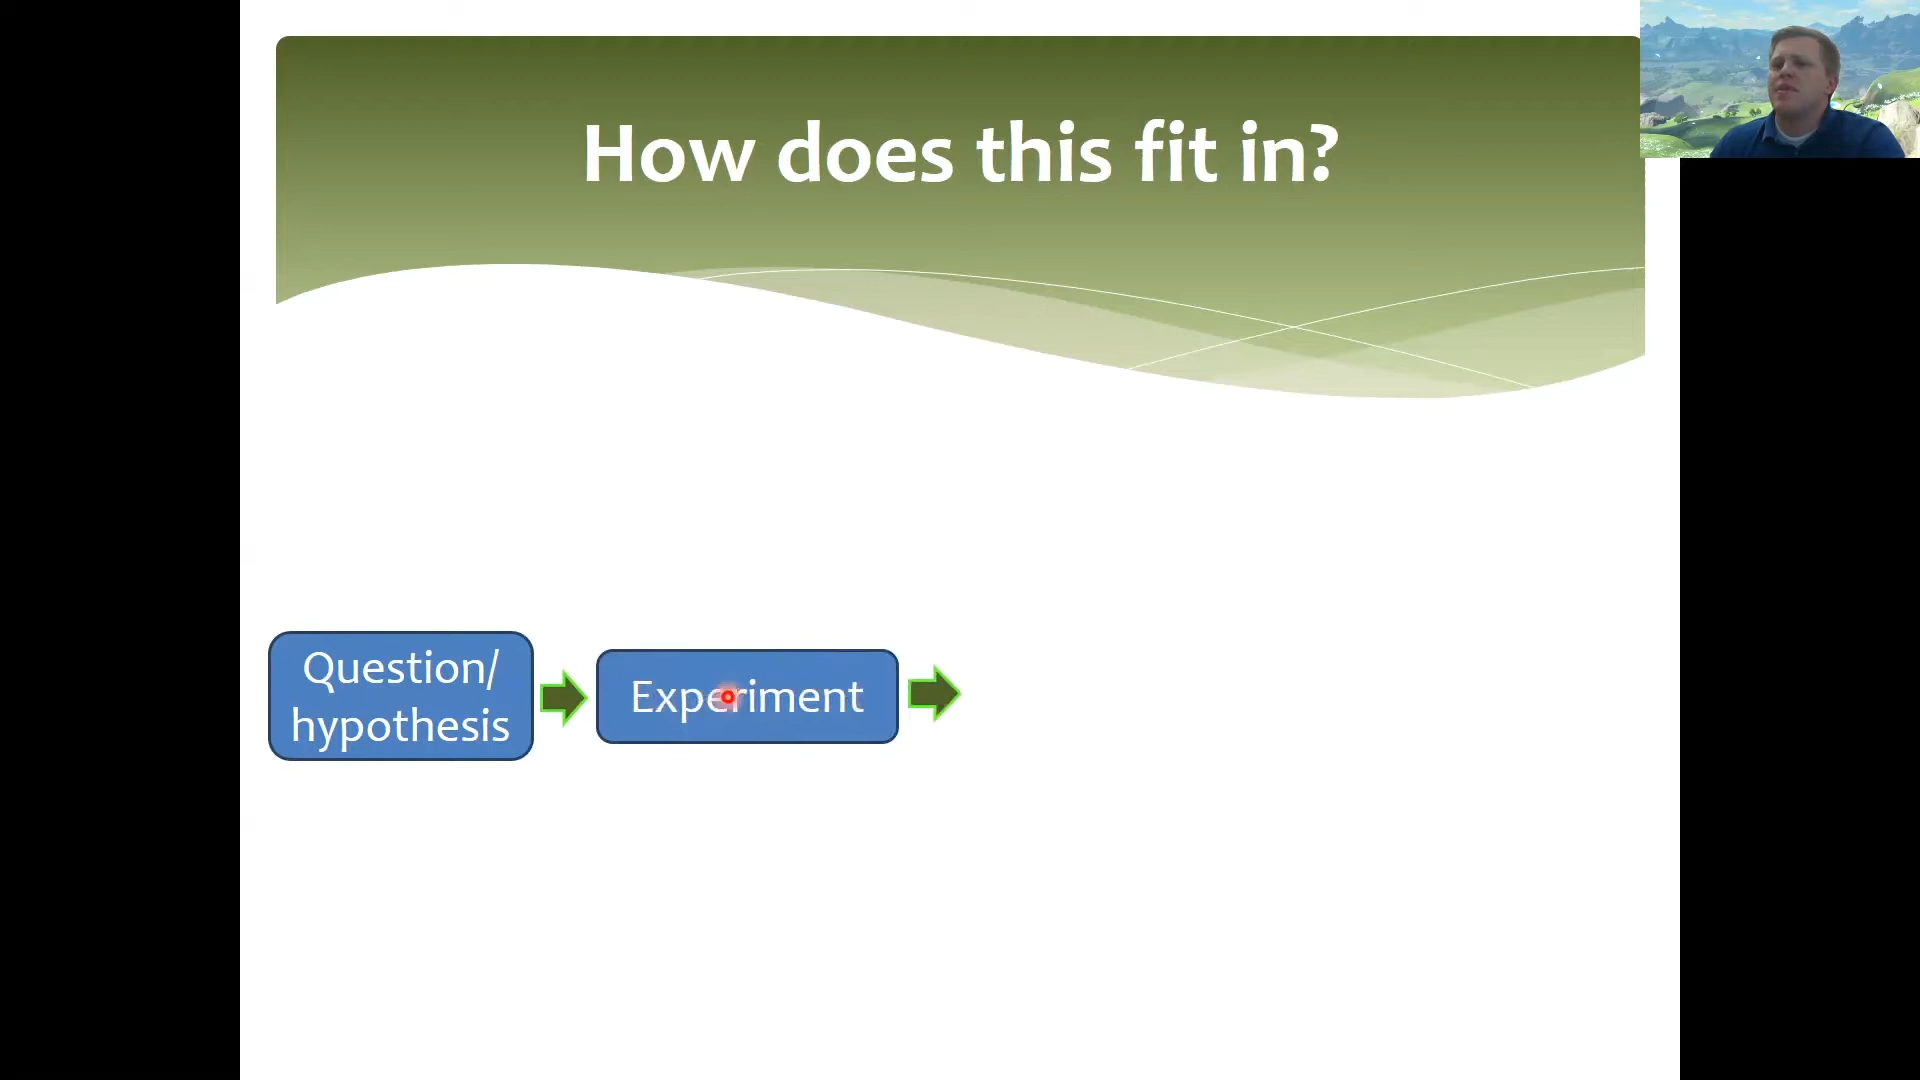 How does this fit in?
Question/
hypothesis
Experiment